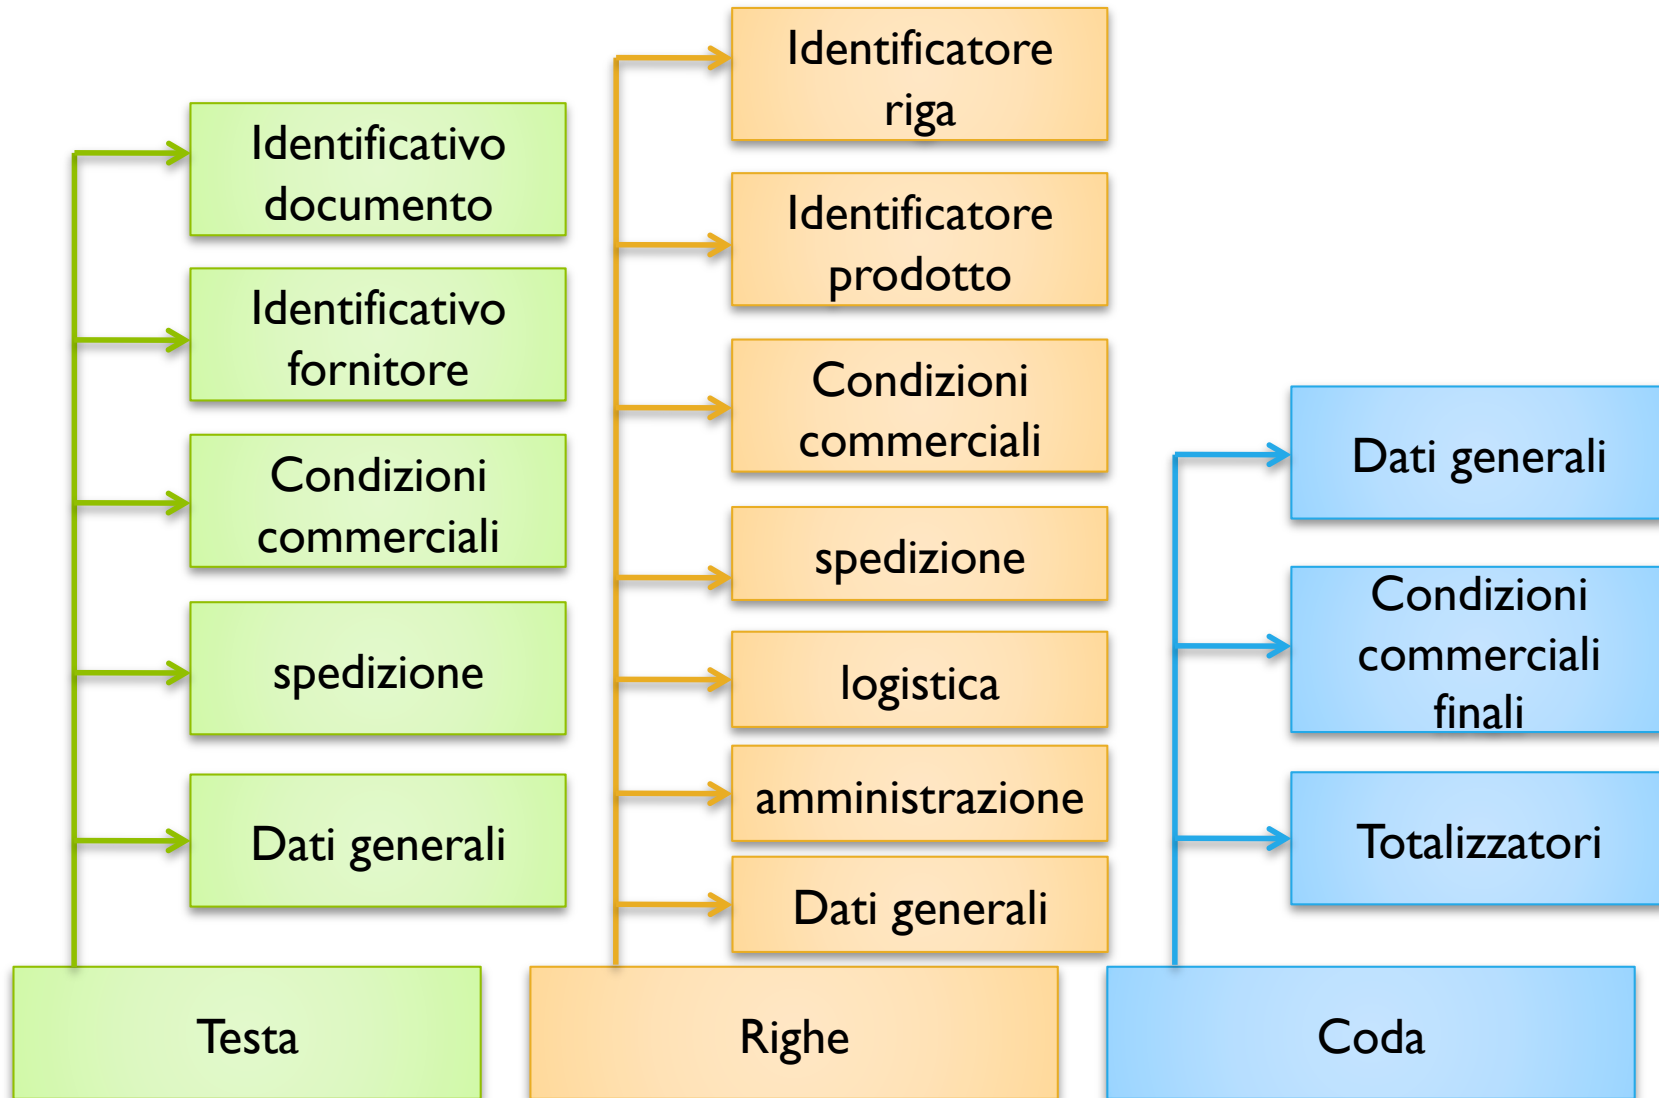 Identificativo
documento
Identificativo
fornitore
Condizioni
commerciali
spedizione
Dati generali
Testa
Identificatore
riga
Identificatore
prodotto
Condizioni
commerciali
spedizione
logistica
amministrazione
Dati generali
Righe
Dati generali
Condizioni
commerciali
finali
Totalizzatori
Coda